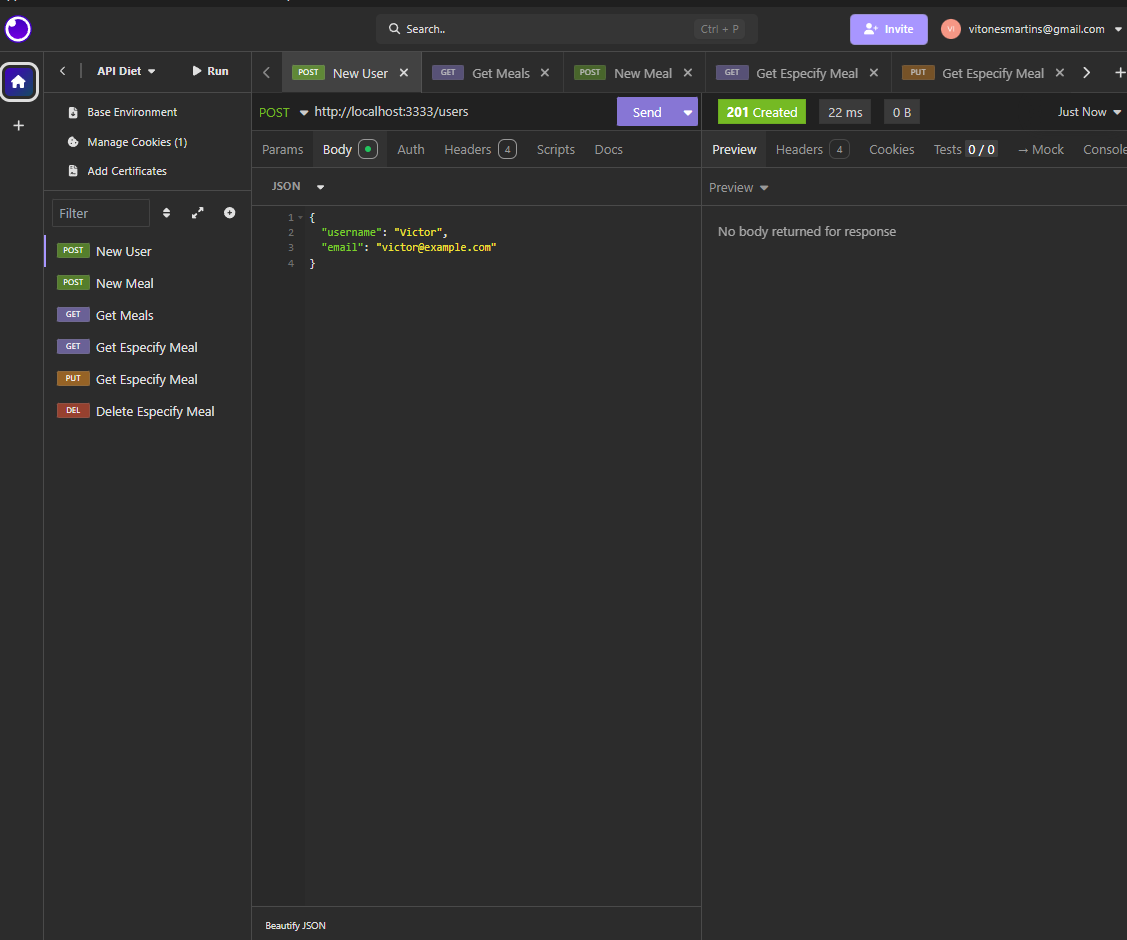 Search..
Ctrl + P
Invite
VI
vitonesmartins@gmail.com
API Diet
Run
POST New User
GET Get Meals
POST New Meal
GET Get Especify Meal
PUT Get Especify Meal
Base Environment
Manage Cookies (1)
Add Certificates
Filter
POST New User
POST New Meal
GET Get Meals
GET Get Especify Meal
PUT Get Especify Meal
DEL Delete Especify Meal
POST http://localhost:3333/users
Send
Params Body Auth Headers 4 Scripts Docs
JSON
1 {
2 "username": "Victor",
3 "email": "victor@example.com"
4 }
Beautify JSON
201 Created 22 ms 0 B Just Now
Preview Headers 4 Cookies Tests 0 / 0 → Mock Console
Preview
No body returned for response